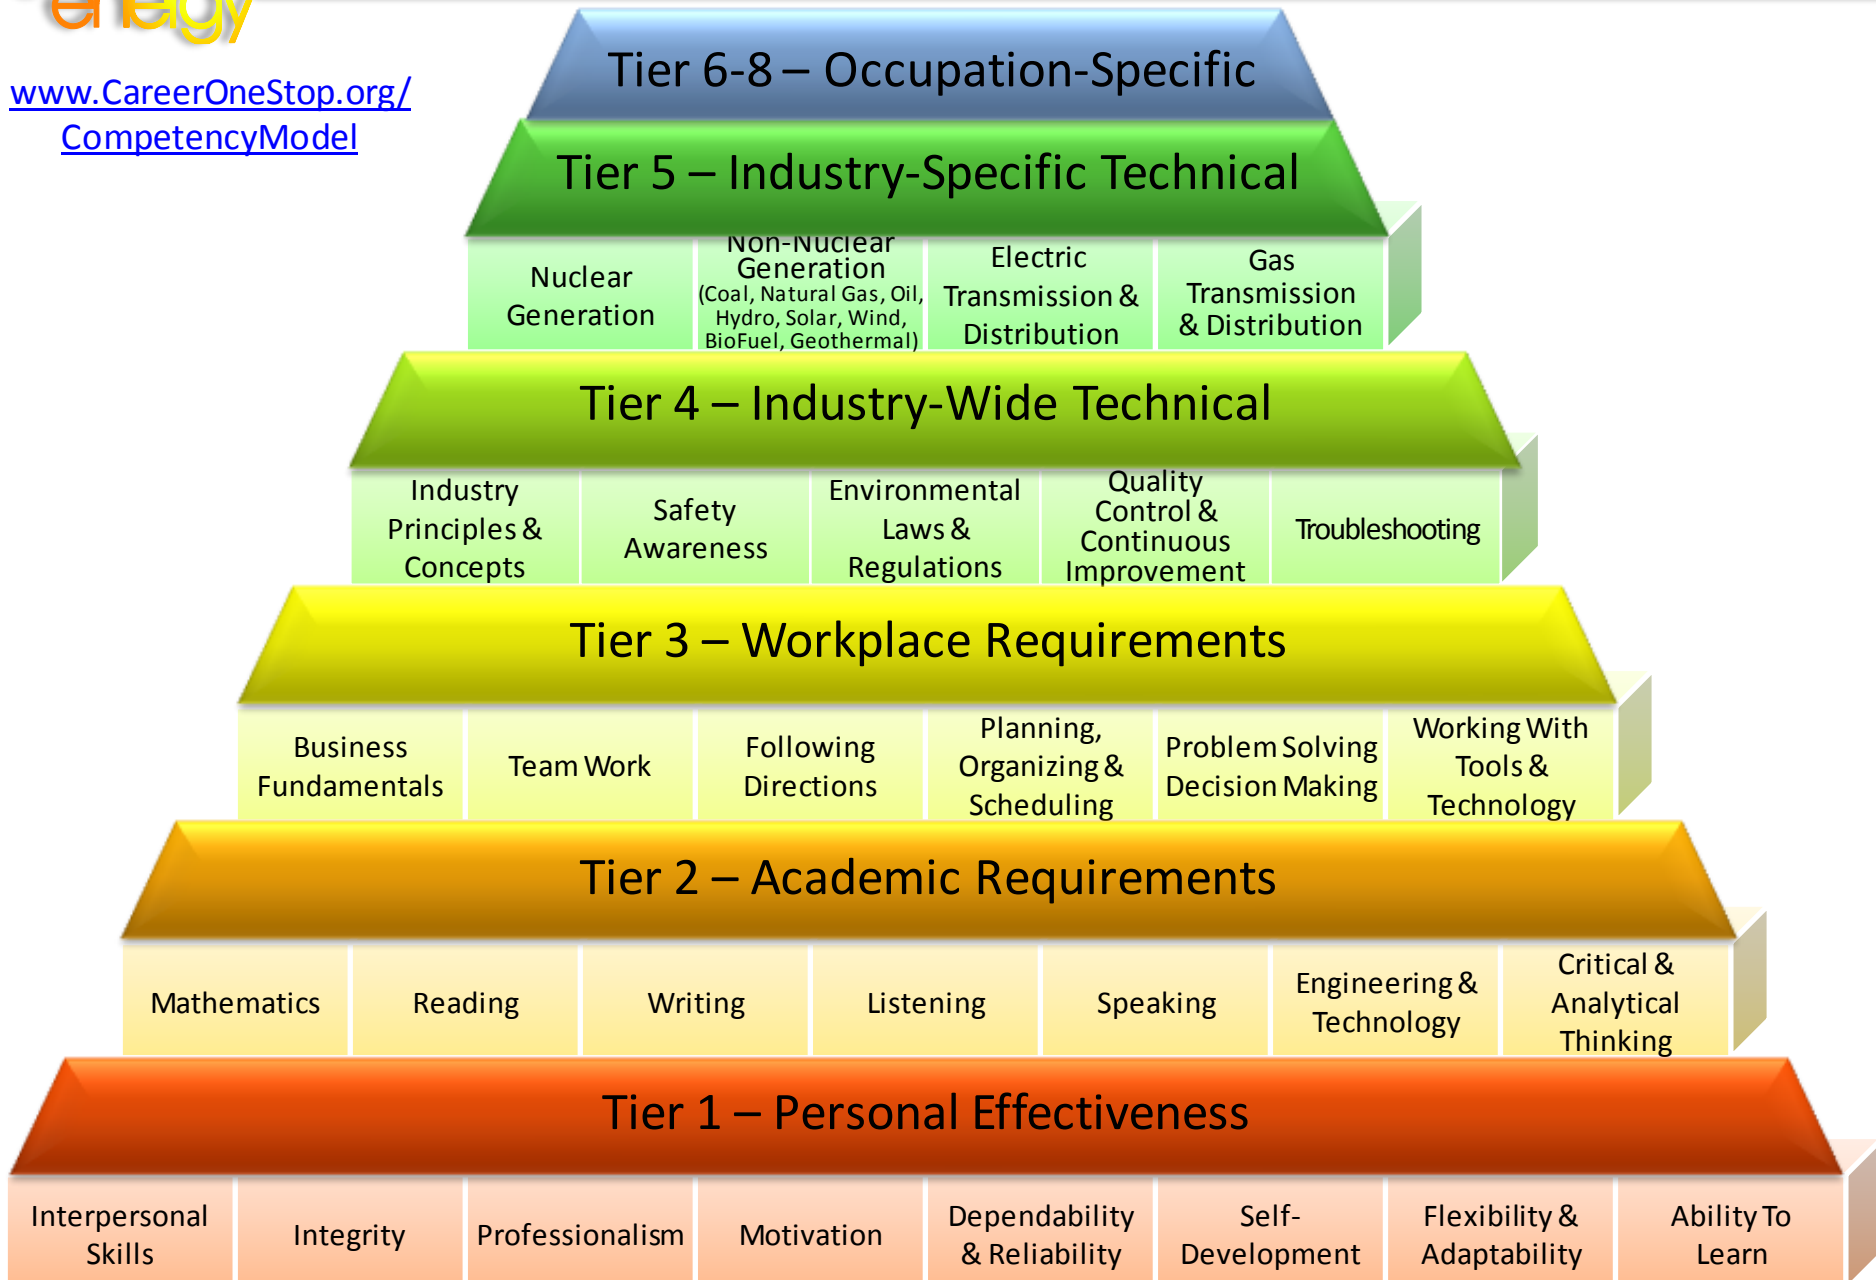 energy
www.CareerOneStop.org/
CompetencyModel
Tier 6-8 – Occupation-Specific
Tier 5 – Industry-Specific Technical
Nuclear
Generation
Non-Nuclear
Generation
(Coal, Natural Gas, Oil,
Hydro, Solar, Wind,
BioFuel, Geothermal)
Electric
Transmission &
Distribution
Gas
Transmission
& Distribution
Tier 4 – Industry-Wide Technical
Industry
Principles &
Concepts
Safety
Awareness
Environmental
Laws &
Regulations
Quality
Control &
Continuous
Improvement
Troubleshooting
Tier 3 – Workplace Requirements
Business
Fundamentals
Team Work
Following
Directions
Planning,
Organizing &
Scheduling
Problem Solving
Decision Making
Working With
Tools &
Technology
Tier 2 – Academic Requirements
Mathematics
Reading
Writing
Listening
Speaking
Engineering &
Technology
Critical &
Analytical
Thinking
Tier 1 – Personal Effectiveness
Interpersonal
Skills
Integrity
Professionalism
Motivation
Dependability
& Reliability
Self-
Development
Flexibility &
Adaptability
Ability To
Learn